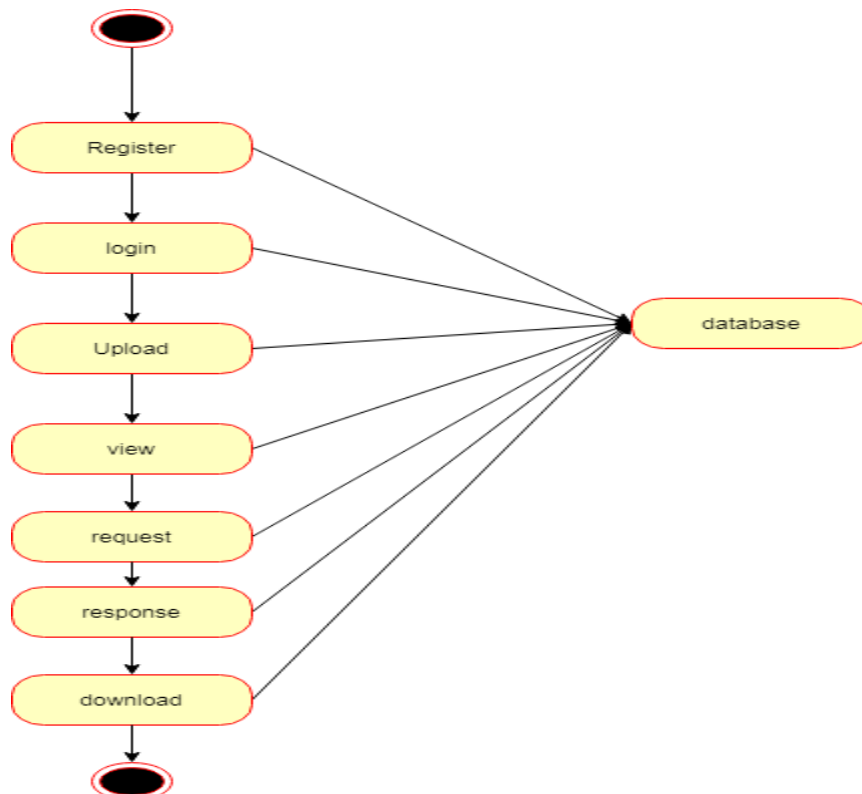 Register
login
Upload
database
view
request
response
download